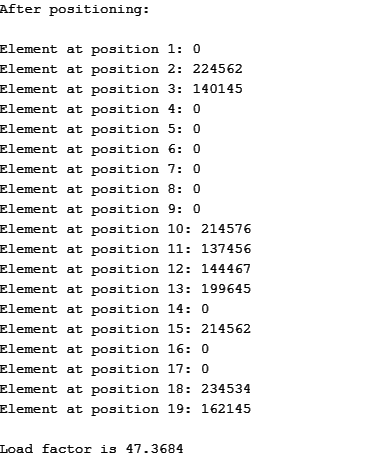 After positioning:
Element at position 1: 0
Element at position 2: 224562
Element at position 3: 140145
Element at position 4: 0
Element at position 5: 0
Element at position 6: 0
Element at position 7: 0
Element at position 8: 0
Element at position 9: 0
Element at position 10: 214576
Element at position 11: 137456
Element at position 12: 144467
Element at position 13: 199645
Element at position 14: 0
Element at position 15: 214562
Element at position 16: 0
Element at position 17: 0
Element at position 18: 234534
Element at position 19: 162145
Load factor is 47.3684